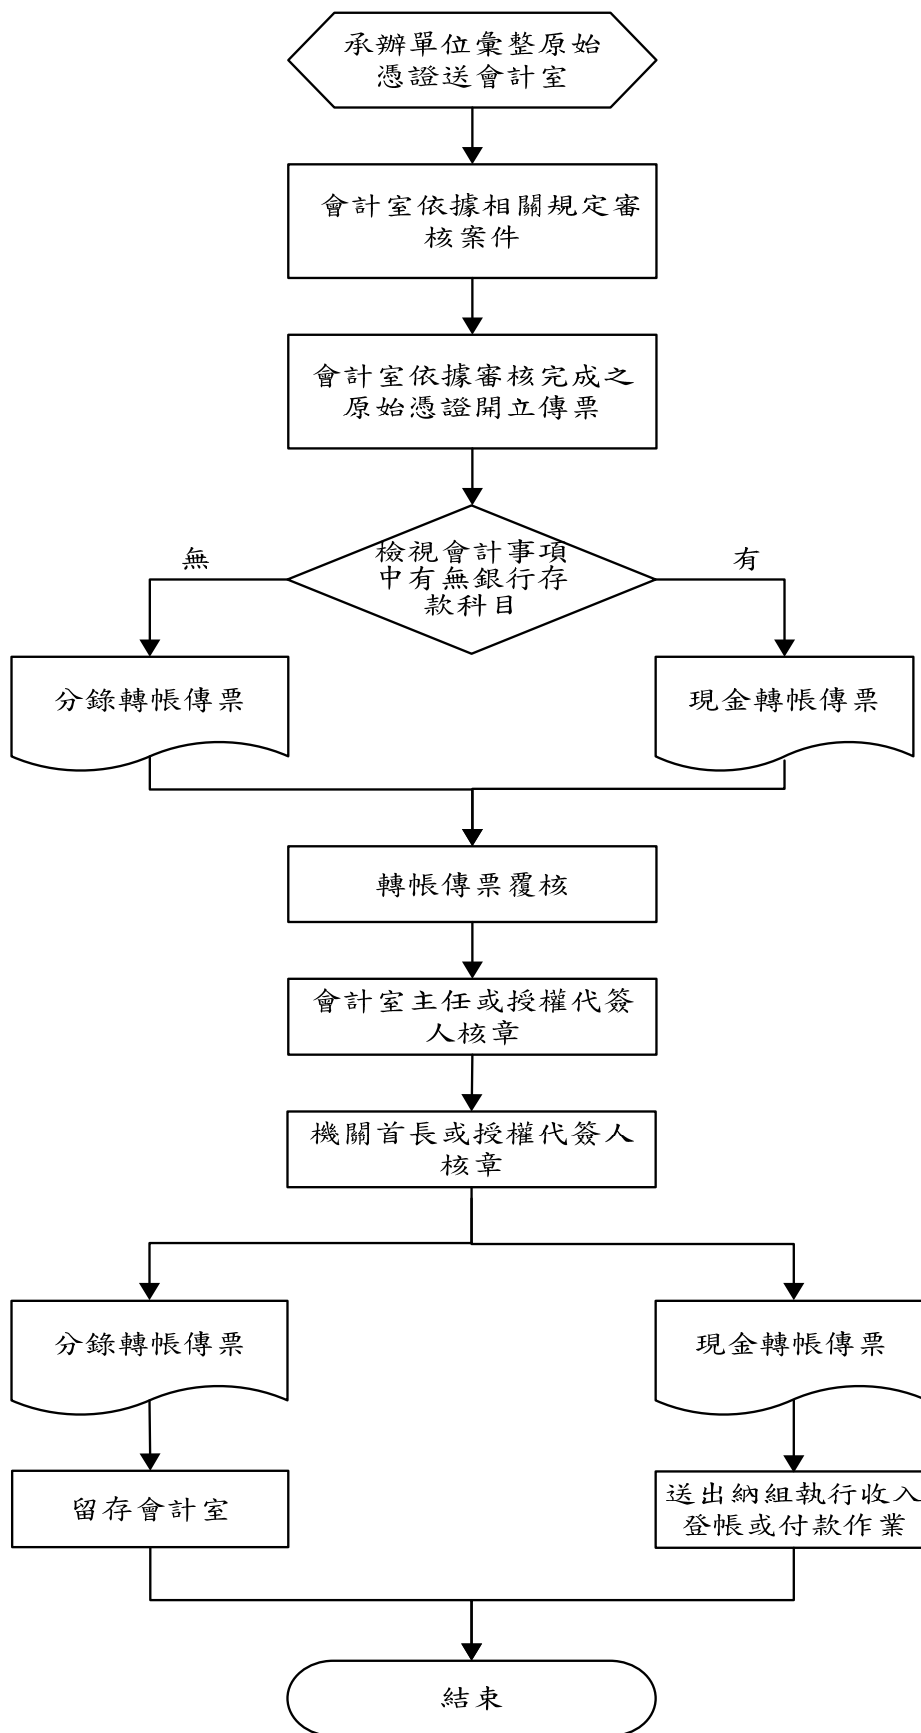 承辦單位彙整原始
憑證送會計室
會計室依據相關規定審
核案件
會計室依據審核完成之
原始憑證開立傳票
檢視會計事項
中有無銀行存
款科目
無
有
分錄轉帳傳票
現金轉帳傳票
轉帳傳票覆核
會計室主任或授權代簽
人核章
機關首長或授權代簽人
核章
分錄轉帳傳票
現金轉帳傳票
留存會計室
送出納組執行收入
登帳或付款作業
結束